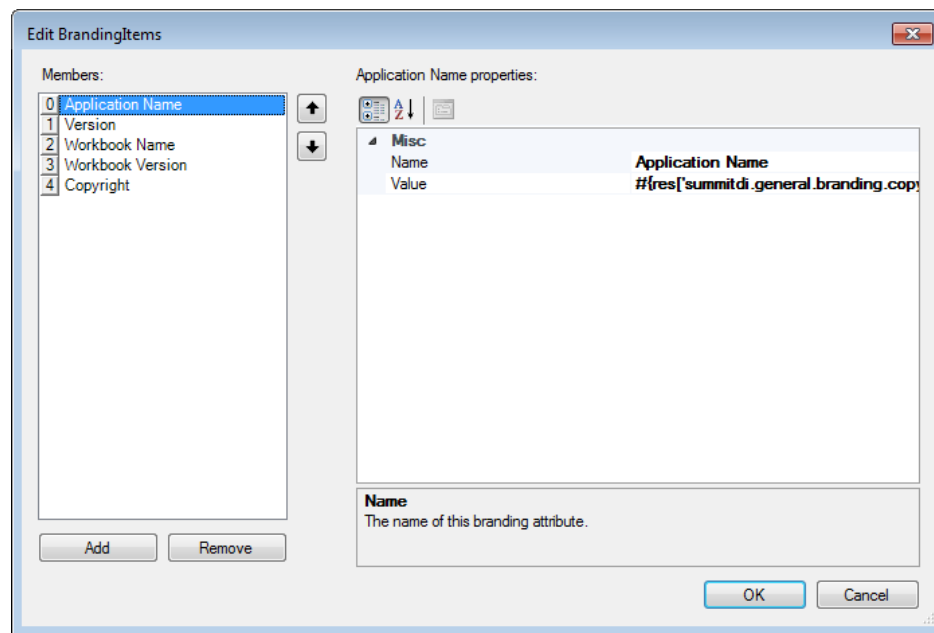 Edit BrandingItems
Members:
0 Application Name
1 Version
2 Workbook Name
3 Workbook Version
4 Copyright
Add Remove
Application Name properties:
Misc
Name Application Name
Value #{res['summitdi.general.branding.copy
Name
The name of this branding attribute.
OK Cancel